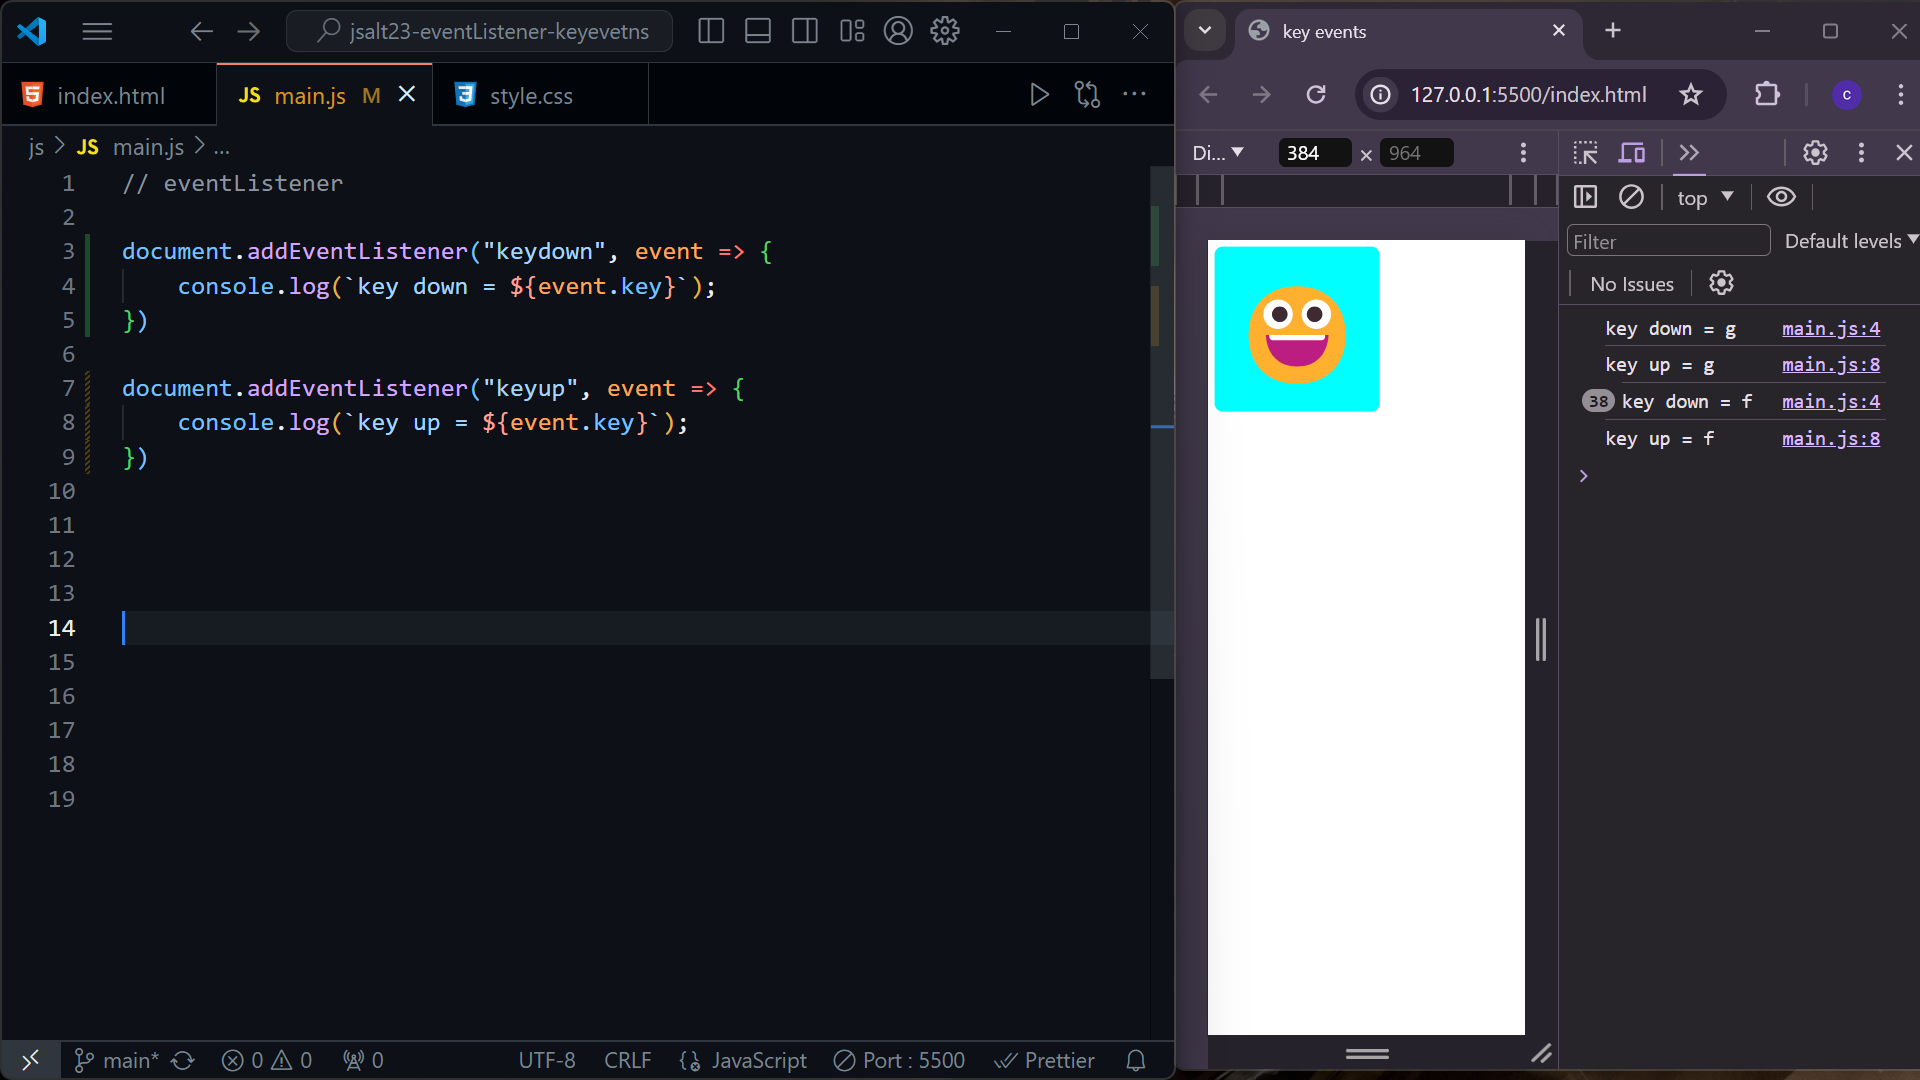 jsalt23-eventListener-keyevetns
index.html
JS main.js M
style.css
js > JS main.js > ...
1 // eventListener
2
3 document.addEventListener("keydown", event => {
4 console.log(`key down = ${event.key}`);
5 })
6
7 document.addEventListener("keyup", event => {
8 console.log(`key up = ${event.key}`);
9 })
10
11
12
13
14
15
16
17
18
19
main* 0 0 0 UTF-8 CRLF {} JavaScript Port : 5500 Prettier
key events
127.0.0.1:5500/index.html
c
Di... 384 × 964
top
Filter Default levels
No Issues
key down = g main.js:4
key up = g main.js:8
38 key down = f main.js:4
key up = f main.js:8